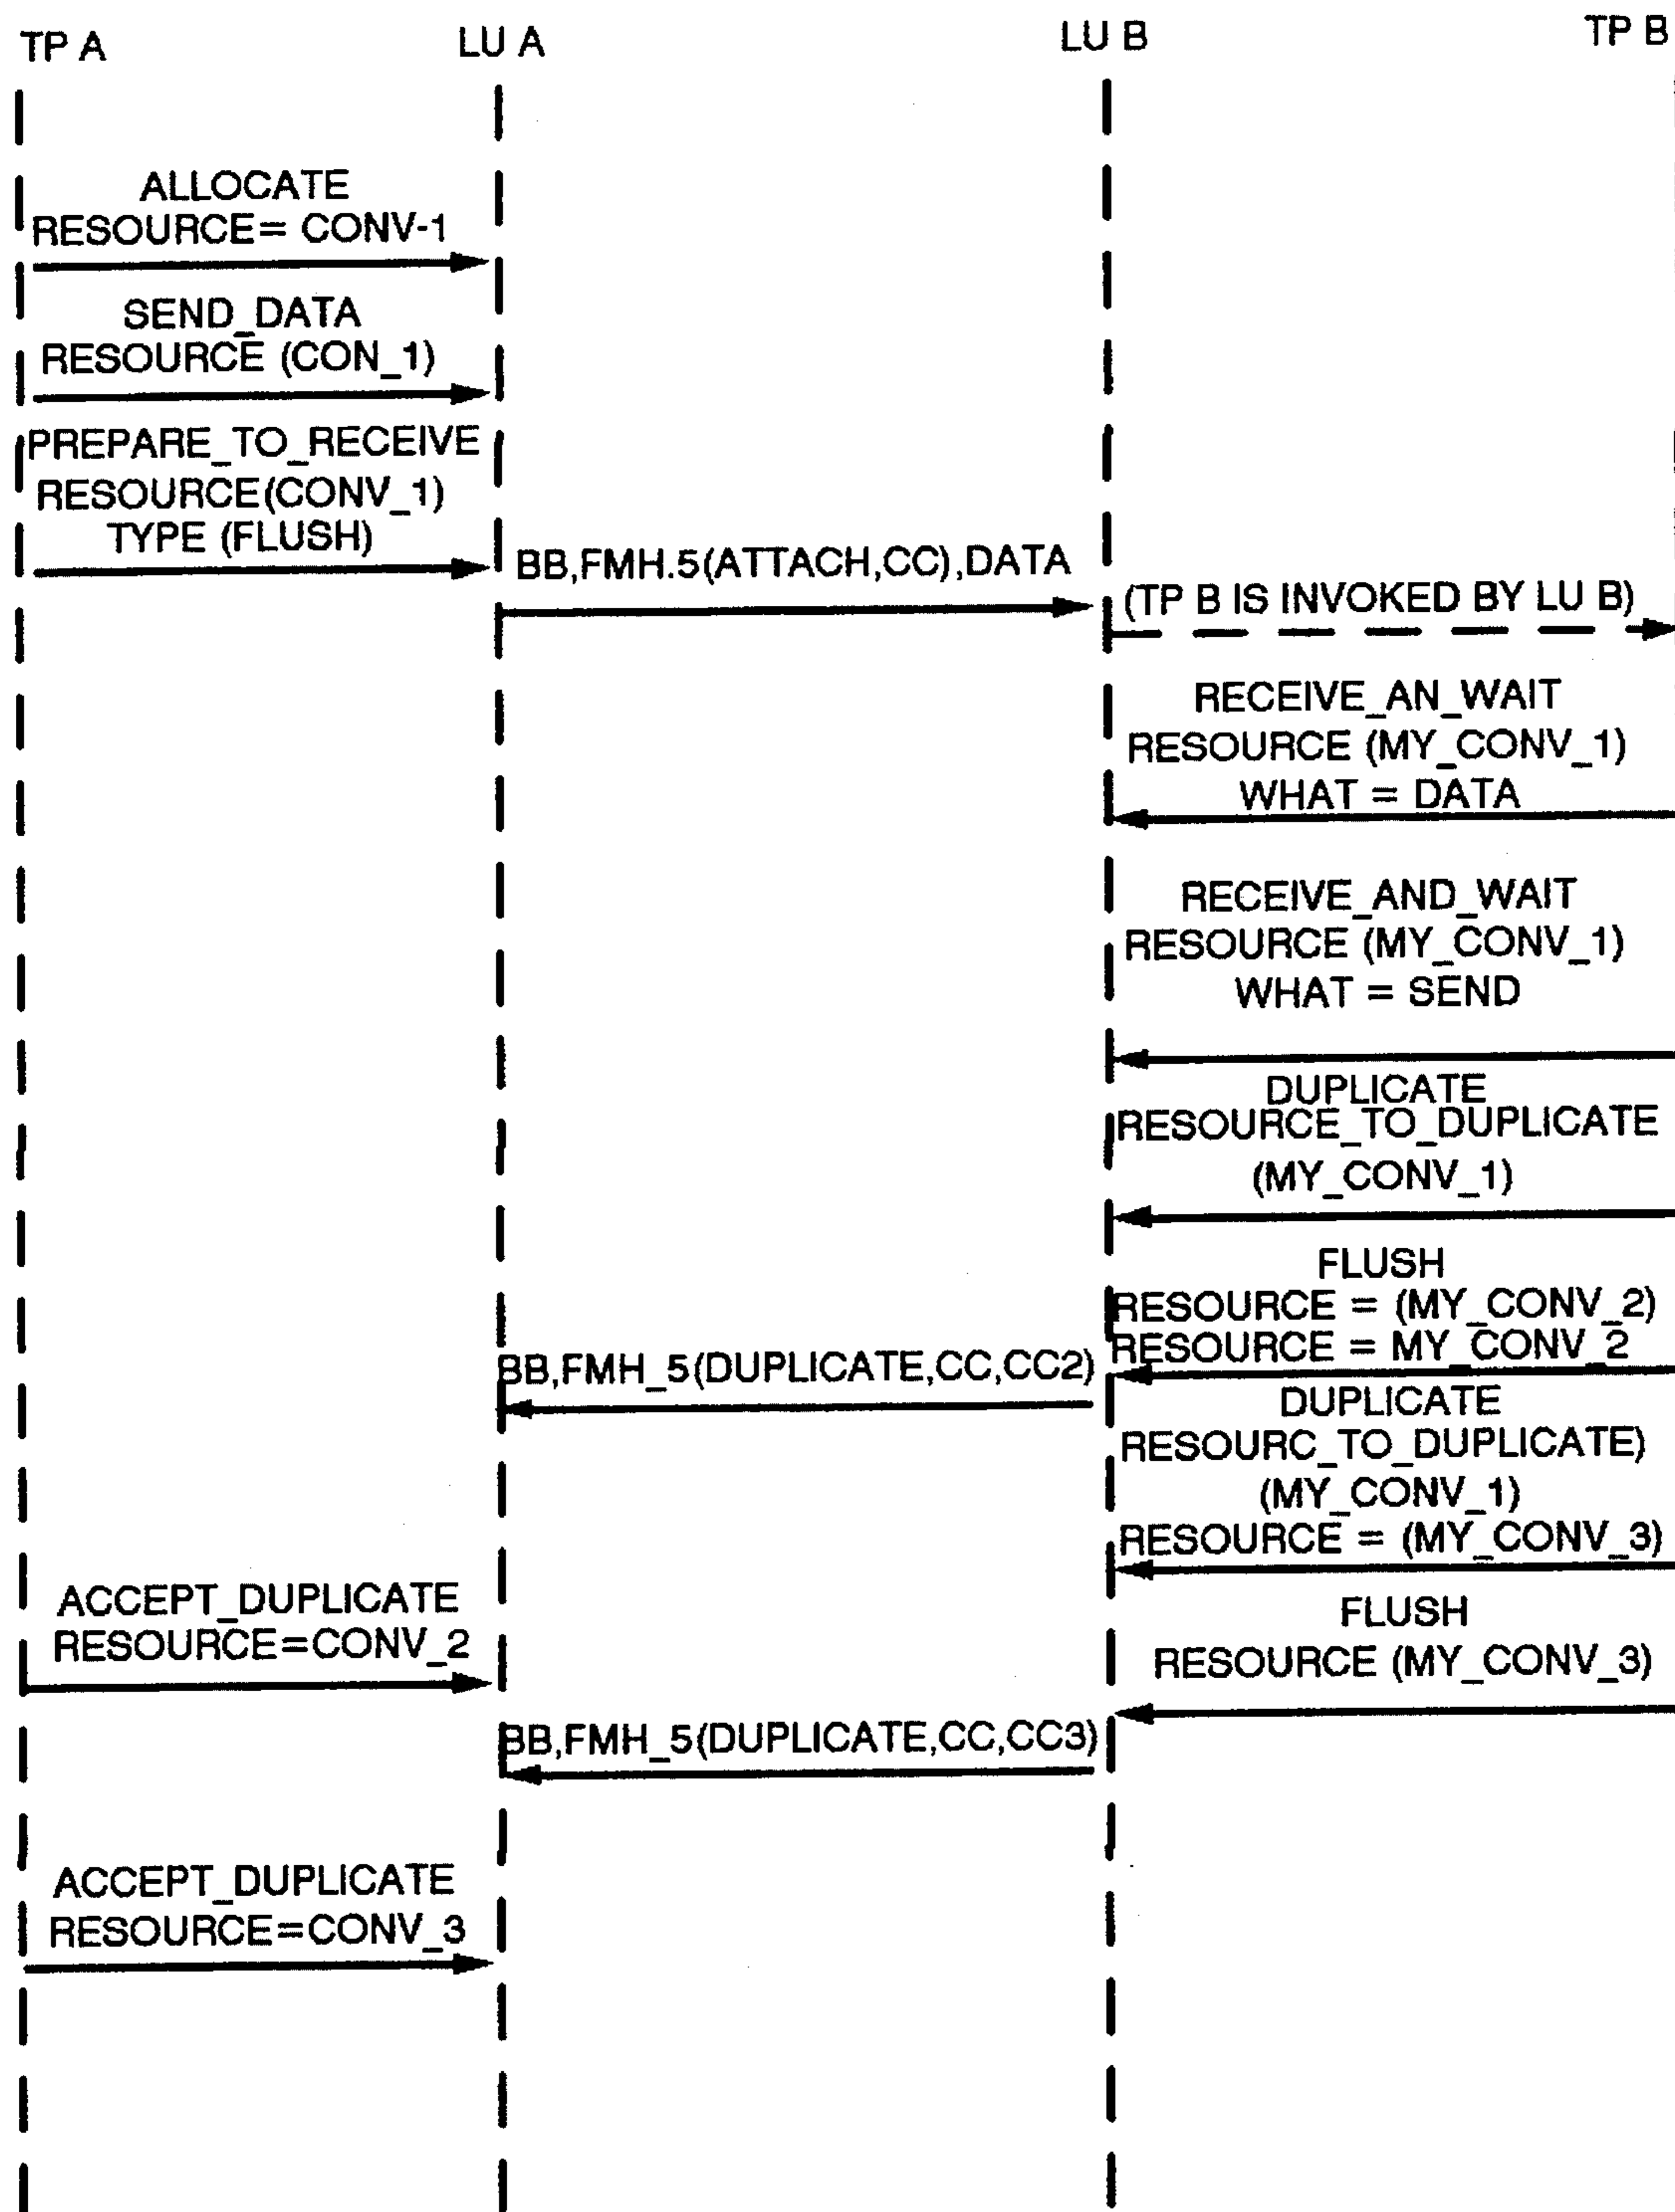 TP A
LU A
LU B
TP B
ALLOCATE
RESOURCE= CONV-1
SEND_DATA
RESOURCE (CON_1)
PREPARE_TO_RECEIVE
RESOURCE(CONV_1)
TYPE (FLUSH)
BB,FMH.5(ATTACH,CC),DATA
(TP B IS INVOKED BY LU B)
RECEIVE_AN_WAIT
RESOURCE (MY_CONV_1)
WHAT = DATA
RECEIVE_AND_WAIT
RESOURCE (MY_CONV_1)
WHAT = SEND
DUPLICATE
RESOURCE_TO_DUPLICATE
(MY_CONV_1)
FLUSH
RESOURCE = (MY_CONV_2)
RESOURCE = MY_CONV_2
BB,FMH_5(DUPLICATE,CC,CC2)
DUPLICATE
RESOURC_TO_DUPLICATE)
(MY_CONV_1)
RESOURCE = (MY_CONV_3)
ACCEPT_DUPLICATE
RESOURCE=CONV_2
FLUSH
RESOURCE (MY_CONV_3)
BB,FMH_5(DUPLICATE,CC,CC3)
ACCEPT_DUPLICATE
RESOURCE=CONV_3